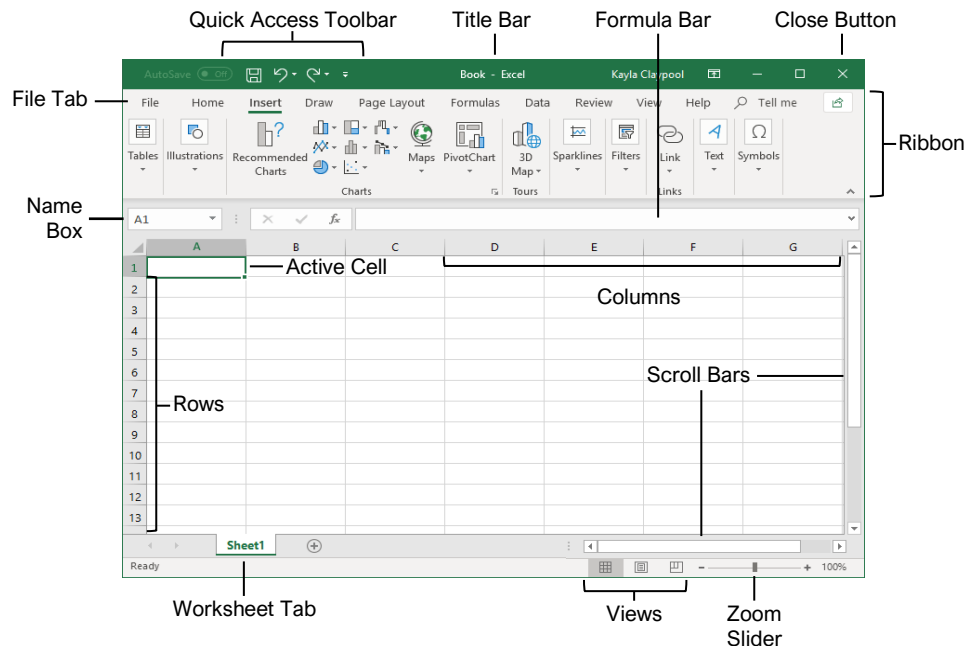 Quick Access Toolbar
Title Bar
Formula Bar
Close Button
AutoSave Off
Book - Excel
Kayla Claypool
File Tab
File Home Insert Draw Page Layout Formulas Data Review View Help Tell me
Ribbon
Tables
Illustrations
Recommended
Charts
Maps
PivotChart
3D
Map
Sparklines
Filters
Link
Text
Symbols
Charts
Tours
Links
Name
Box
A1
fx
A B C D E F G
1
Active Cell
2
Columns
3
4
5
6
Scroll Bars
7
Rows
8
9
10
11
12
13
Sheet1
Ready
100%
Worksheet Tab
Views
Zoom
Slider